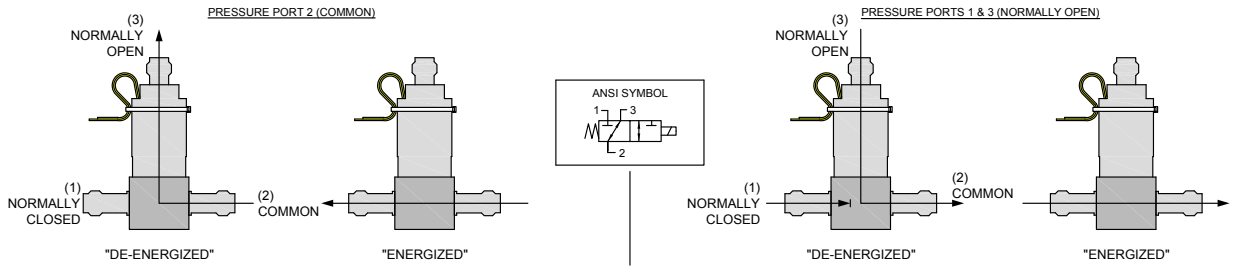 PRESSURE PORT 2 (COMMON)
(3)
NORMALLY
OPEN
(1)
NORMALLY
CLOSED
(2)
COMMON
"DE-ENERGIZED"
"ENERGIZED"
ANSI SYMBOL
1 3
2
PRESSURE PORTS 1 & 3 (NORMALLY OPEN)
(3)
NORMALLY
OPEN
(1)
NORMALLY
CLOSED
(2)
COMMON
"DE-ENERGIZED"
"ENERGIZED"